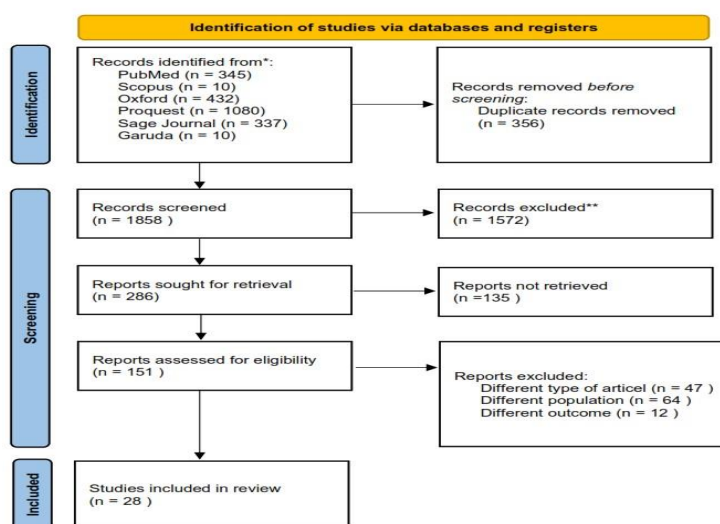 Identification of studies via databases and registers
Identification
Records identified from*:
PubMed (n = 345)
Scopus (n = 10)
Oxford (n = 432)
Proquest (n = 1080)
Sage Journal (n = 337)
Garuda (n = 10)
Records removed before
screening:
Duplicate records removed
(n = 356)
Screening
Records screened
(n = 1858 )
Records excluded**
(n = 1572)
Reports sought for retrieval
(n = 286)
Reports not retrieved
(n =135 )
Reports assessed for eligibility
(n = 151 )
Reports excluded:
Different type of articel (n = 47 )
Different population (n = 64 )
Different outcome (n = 12 )
Included
Studies included in review
(n = 28 )